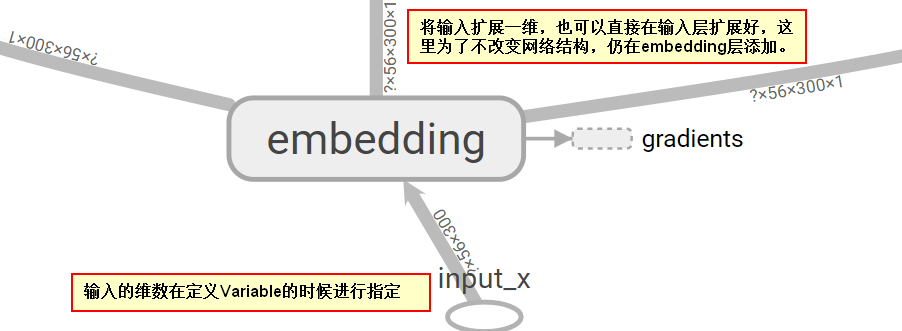 将输入扩展一维，也可以直接在输入层扩展好，这
里为了不改变网络结构，仍在embedding层添加。
?×56×300×1
?×56×300×1
?×56×300×1
embedding
gradients
?×56×300
input_x
输入的维数在定义Variable的时候进行指定